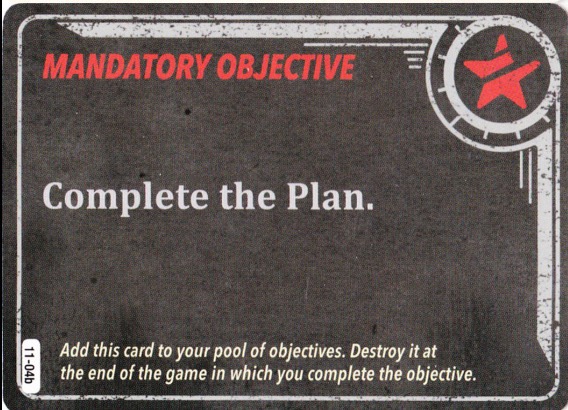 MANDATORY OBJECTIVE
Complete the Plan.
Add this card to your pool of objectives. Destroy it at
the end of the game in which you complete the objective.
11-04b